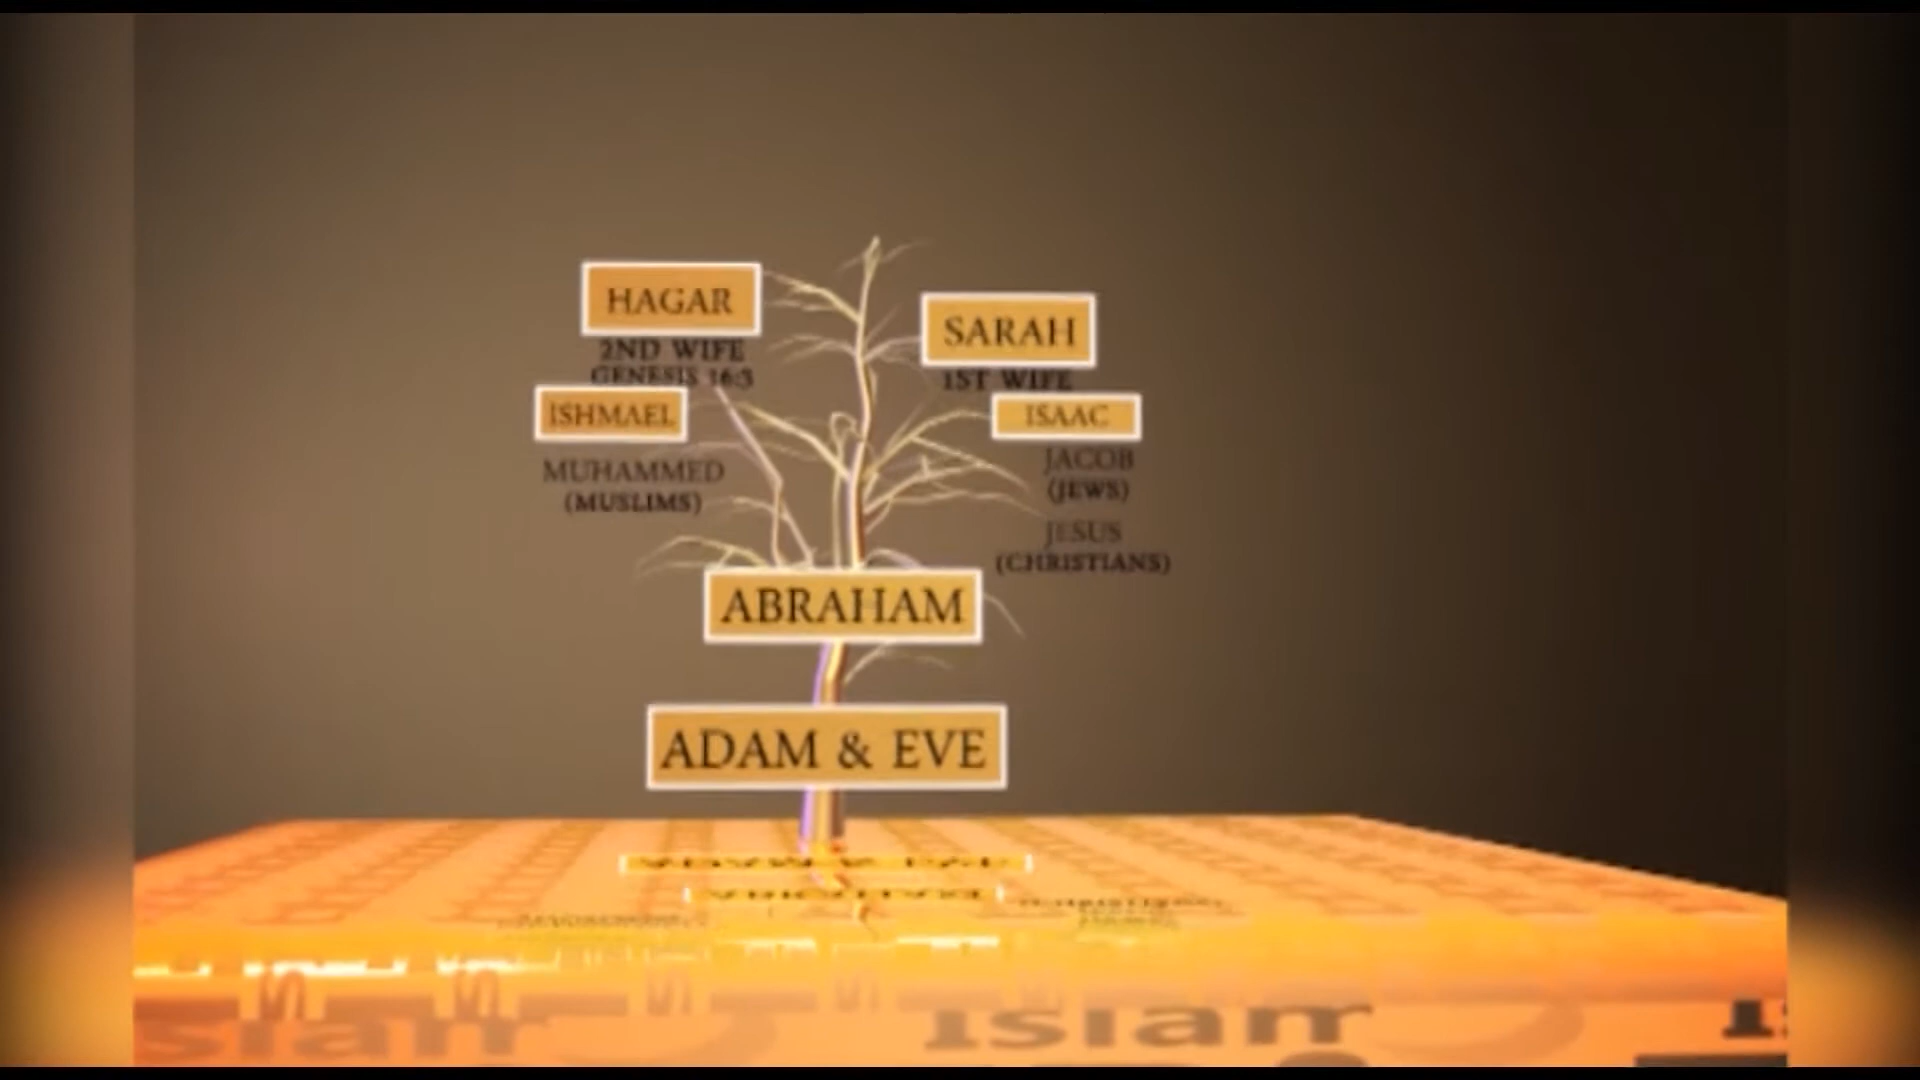 HAGAR
2ND WIFE
GENESIS 16:3
SARAH
1ST WIFE
ISHMAEL
MUHAMMED
(MUSLIMS)
ISAAC
JACOB
(JEWS)
JESUS
(CHRISTIANS)
ABRAHAM
ADAM & EVE
Islam